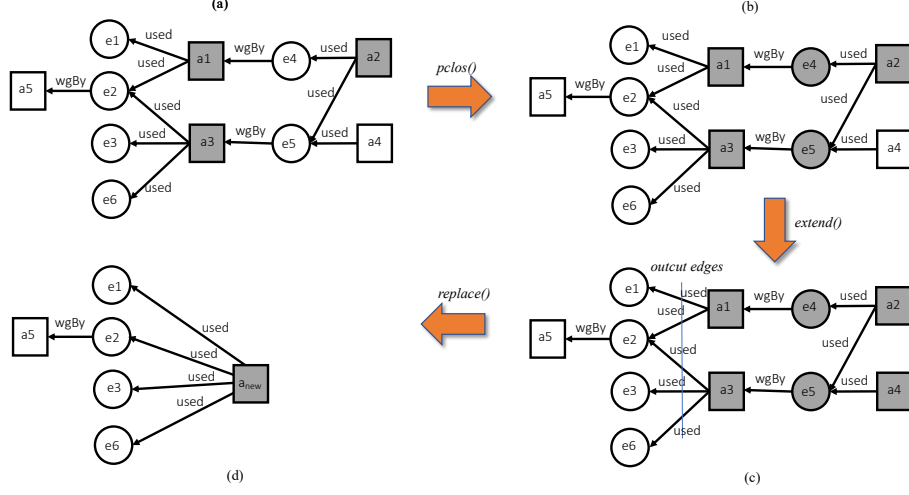 (a)
(b)
e1
used
used
a1
wgBy
e4
used
a2
a5
wgBy
e2
used
used
e3
used
a3
wgBy
e5
used
a4
e6
used
pclos()
e1
used
used
a1
wgBy
e4
used
a2
a5
wgBy
e2
used
used
e3
used
a3
wgBy
e5
used
a4
e6
used
extend()
outcut edges
e1
used
used
a1
wgBy
e4
used
a2
a5
wgBy
e2
used
used
e3
used
a3
wgBy
e5
used
a4
e6
used
replace()
e1
used
a5
wgBy
e2
used
e3
used
anew
used
e6
(d)
(c)